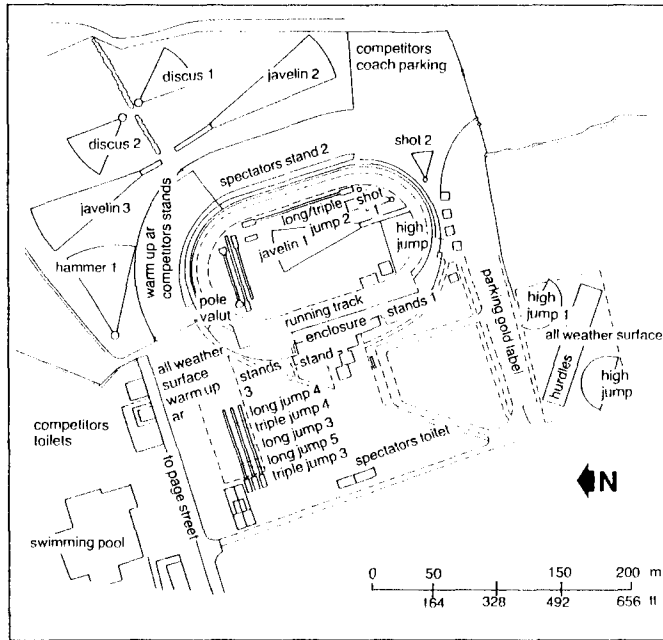 competitors
coach parking
discus 1
javelin 2
discus 2
shot 2
spectators stand 2
javelin 3
long/triple
jump 2
shot
1
javelin 1
high
jump
hammer 1
warm up ar
competitors stands
pole
valut
running track
enclosure
stands 1
stand
parking gold label
high
jump 1
all weather surface
hurdles
high
jump
all weather
surface
warm up
ar
stands
3
long jump 4
triple jump 4
long jump 3
long jump 5
triple jump 3
competitors
toilets
to page street
spectators toilet
N
swimming pool
0 50 150 200 m
164 328 492 656 ft